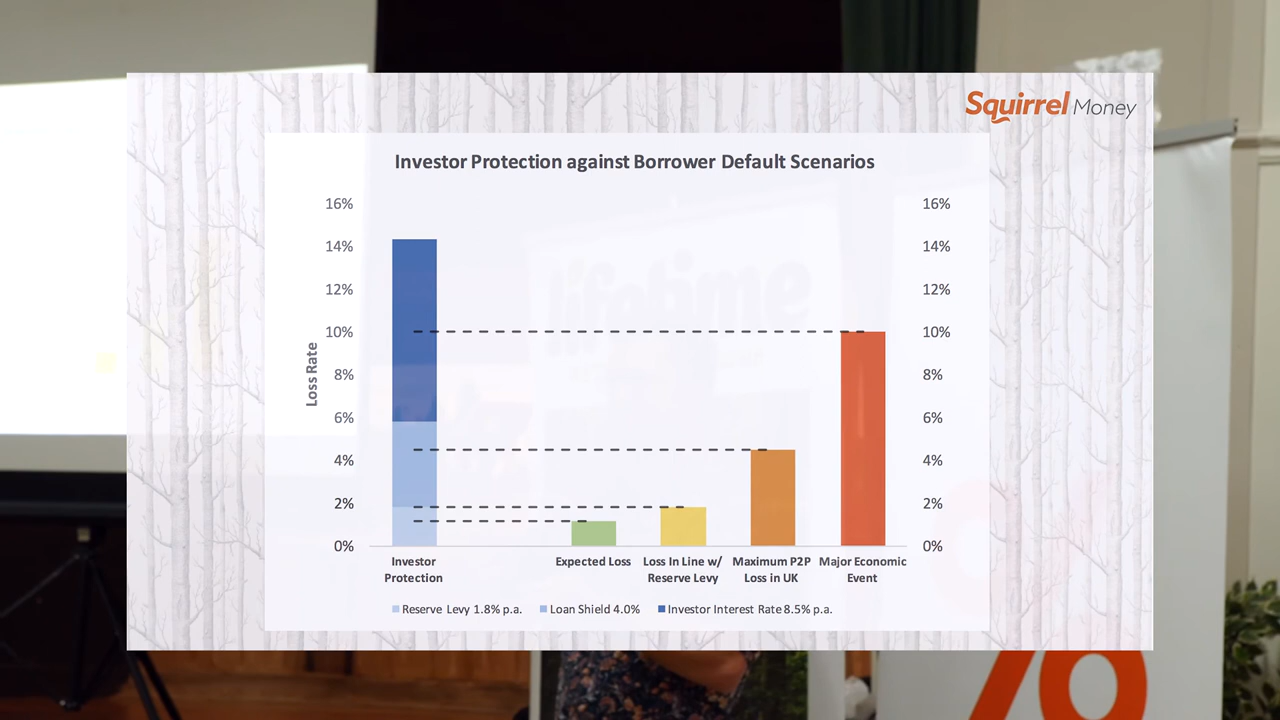 Squirrel Money
Investor Protection against Borrower Default Scenarios
16%
14%
12%
10%
8%
6%
4%
2%
0%
Loss Rate
16%
14%
12%
10%
8%
6%
4%
2%
0%
Investor
Protection
Expected Loss
Loss In Line w/
Reserve Levy
Maximum P2P
Loss in UK
Major Economic
Event
Reserve Levy 1.8% p.a.
Loan Shield 4.0%
Investor Interest Rate 8.5% p.a.
lifetime